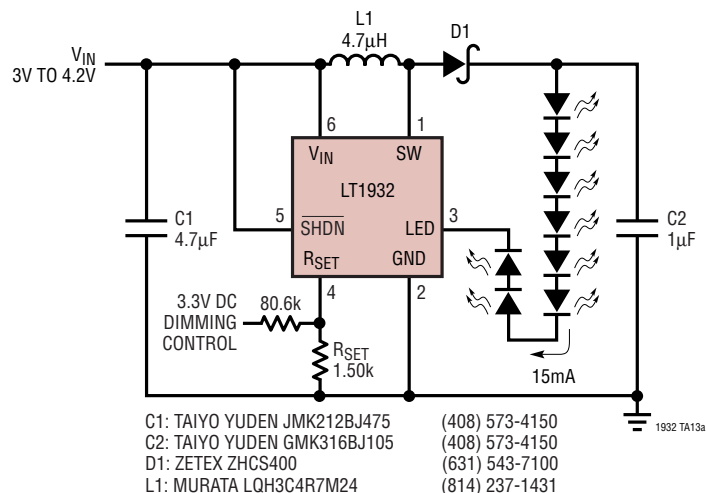 L1
4.7µH
D1
VIN
3V TO 4.2V
6
1
VIN
SW
LT1932
C1
4.7µF
5
SHDN
LED
3
C2
1µF
RSET
GND
4
2
3.3V DC
DIMMING
CONTROL
80.6k
RSET
1.50k
15mA
C1: TAIYO YUDEN JMK212BJ475 (408) 573-4150
C2: TAIYO YUDEN GMK316BJ105 (408) 573-4150
D1: ZETEX ZHCS400 (631) 543-7100
L1: MURATA LQH3C4R7M24 (814) 237-1431
1932 TA13a